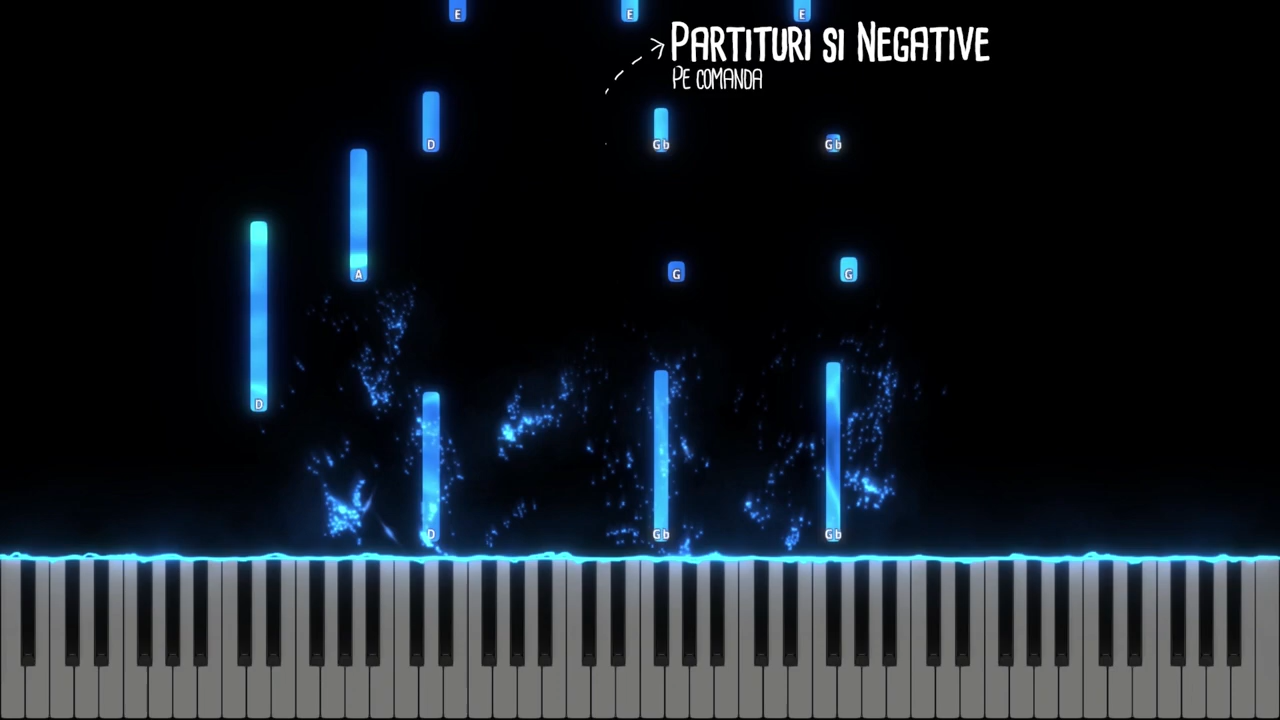 E E E
PARTITURI SI NEGATIVE
PE COMANDA
D Gb Gb
A G G
D
D Gb Gb